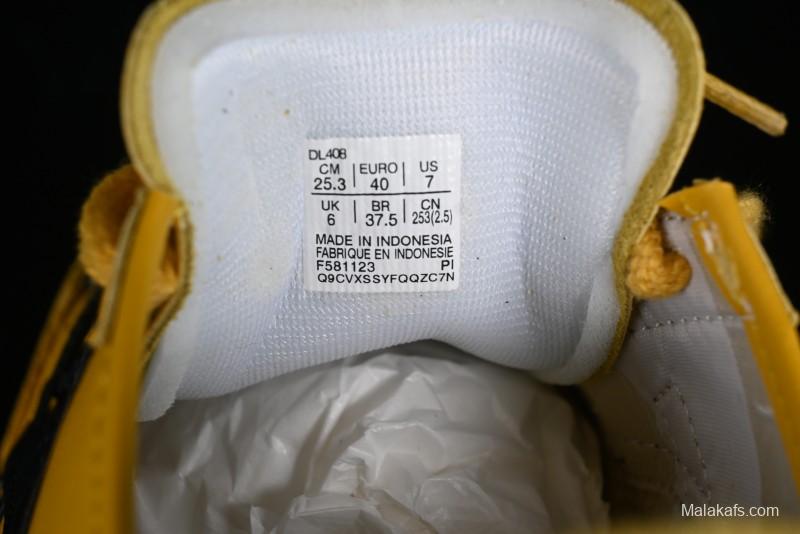 DL408
CM | EURO | US
25.3 | 40 | 7
UK | BR | CN
6 | 37.5 | 253(2.5)
MADE IN INDONESIA
FABRIQUE EN INDONESIE
F581123 PI
Q9CVXSSYFQQZC7N
Malakafs.com